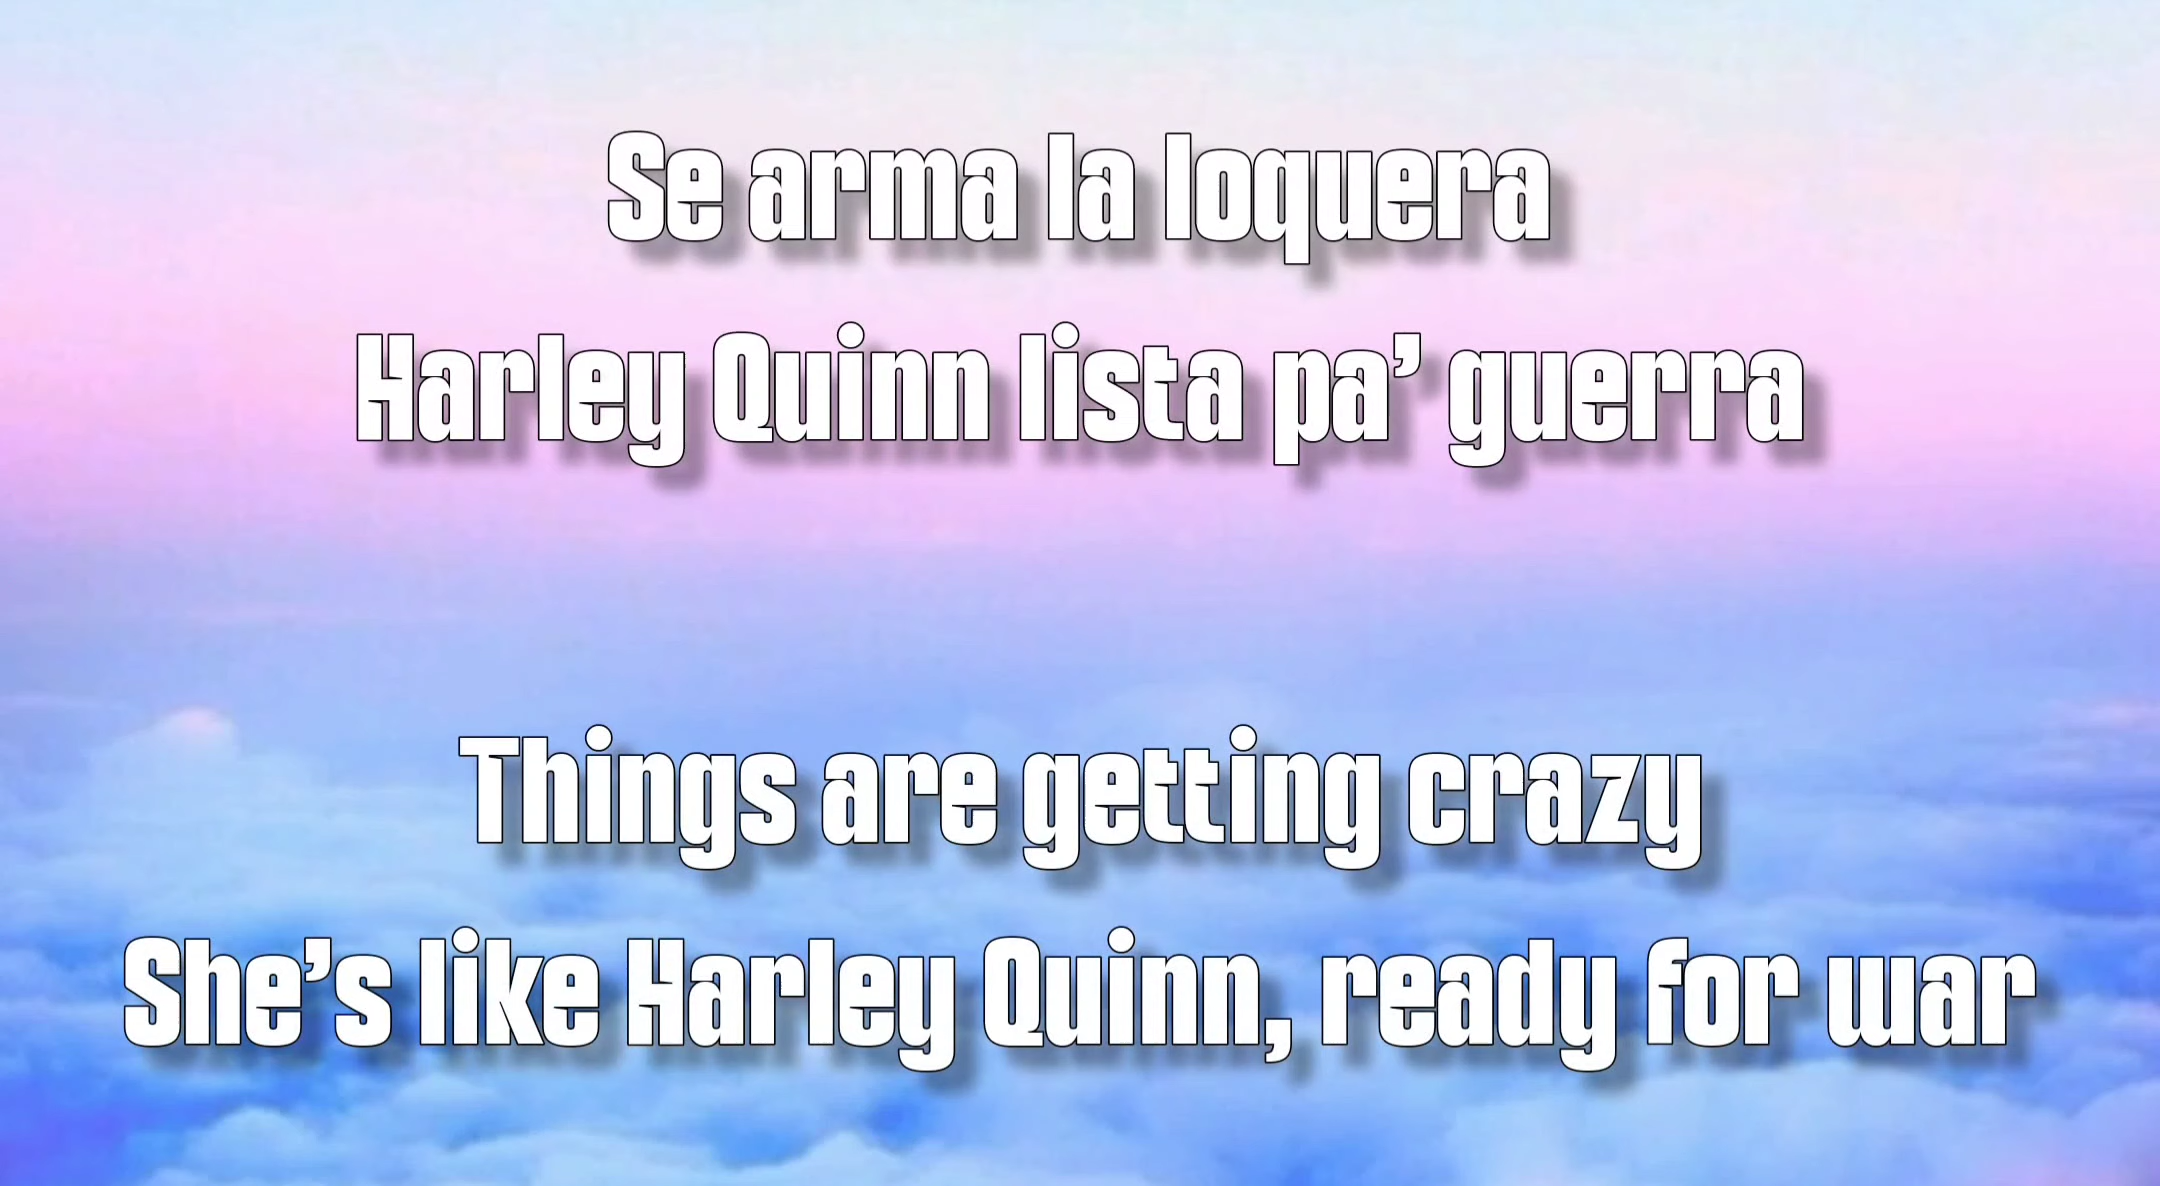 Se arma la loquera
Harley Quinn lista pa’ guerra
Things are getting crazy
She’s like Harley Quinn, ready for war